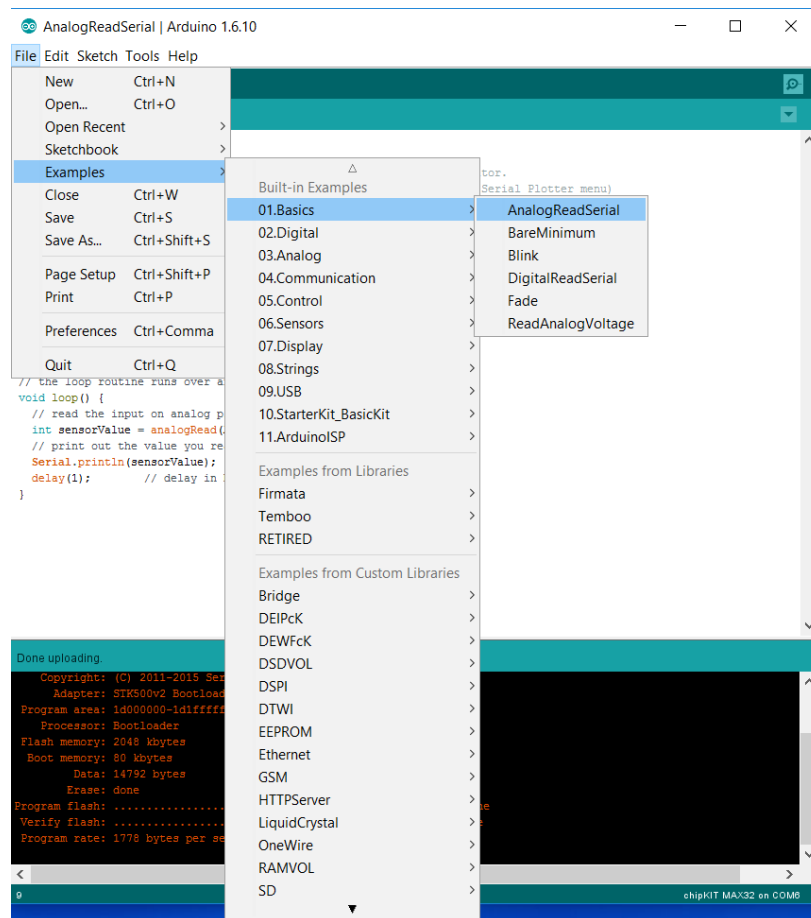 AnalogReadSerial | Arduino 1.6.10
File Edit Sketch Tools Help
New Ctrl+N
Open... Ctrl+O
Open Recent
Sketchbook
Examples
Close Ctrl+W
Save Ctrl+S
Save As... Ctrl+Shift+S
Page Setup Ctrl+Shift+P
Print Ctrl+P
Preferences Ctrl+Comma
Quit Ctrl+Q
Built-in Examples
01.Basics
02.Digital
03.Analog
04.Communication
05.Control
06.Sensors
07.Display
08.Strings
09.USB
10.StarterKit_BasicKit
11.ArduinoISP
Examples from Libraries
Firmata
Temboo
RETIRED
Examples from Custom Libraries
Bridge
DEIPcK
DEWFcK
DSDVOL
DSPI
DTWI
EEPROM
Ethernet
GSM
HTTPServer
LiquidCrystal
OneWire
RAMVOL
SD
AnalogReadSerial
BareMinimum
Blink
DigitalReadSerial
Fade
ReadAnalogVoltage
tor.
Serial Plotter menu)
// the loop routine runs over a
void loop() {
// read the input on analog p
int sensorValue = analogRead(
// print out the value you re
Serial.println(sensorValue);
delay(1); // delay in
}
Done uploading.
Copyright: (C) 2011-2015 Ser
Adapter: STK500v2 Bootload
Program area: 1d000000-1d1fffff
Processor: Bootloader
Flash memory: 2048 kbytes
Boot memory: 80 kbytes
Data: 14792 bytes
Erase: done
Program flash: ................. ne
Verify flash: ................. e
Program rate: 1778 bytes per se
9 chipKIT MAX32 on COM6